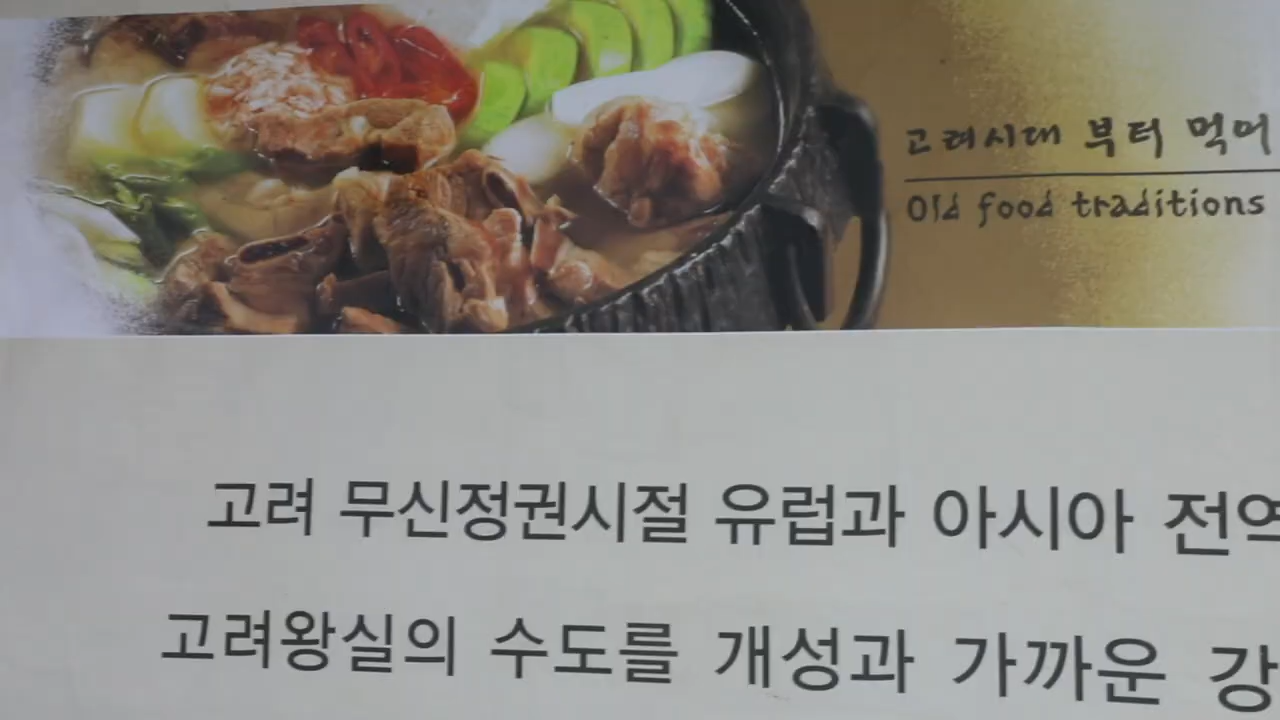 고려시대 부터 먹어
Old food traditions
고려 무신정권시절 유럽과 아시아
고려왕실의 수도를 개성과 가까운